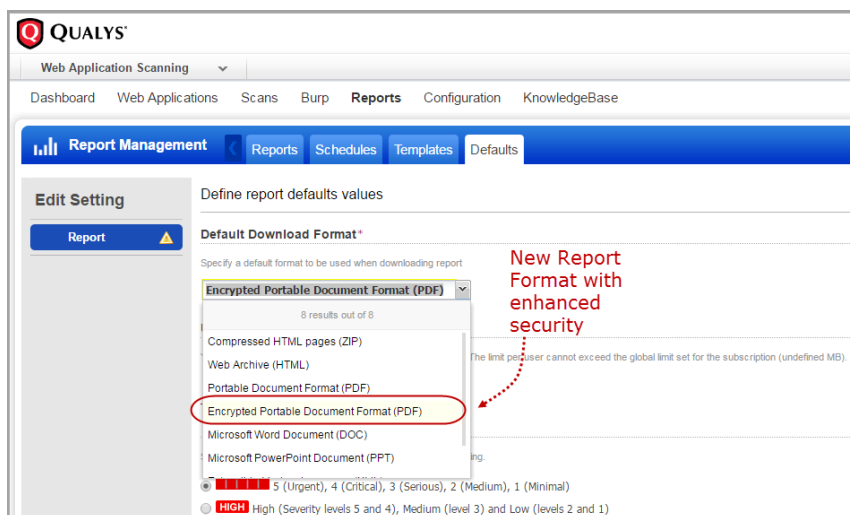 QUALYS
Web Application Scanning
Dashboard Web Applications Scans Burp Reports Configuration KnowledgeBase
Report Management Reports Schedules Templates Defaults
Edit Setting
Report
Define report defaults values
Default Download Format*
Specify a default format to be used when downloading report
Encrypted Portable Document Format (PDF)
8 results out of 8
Compressed HTML pages (ZIP)
Web Archive (HTML)
Portable Document Format (PDF)
Encrypted Portable Document Format (PDF)
Microsoft Word Document (DOC)
Microsoft PowerPoint Document (PPT)
New Report
Format with
enhanced
security
The limit per user cannot exceed the global limit set for the subscription (undefined MB).
5 (Urgent), 4 (Critical), 3 (Serious), 2 (Medium), 1 (Minimal)
HIGH High (Severity levels 5 and 4), Medium (level 3) and Low (levels 2 and 1)